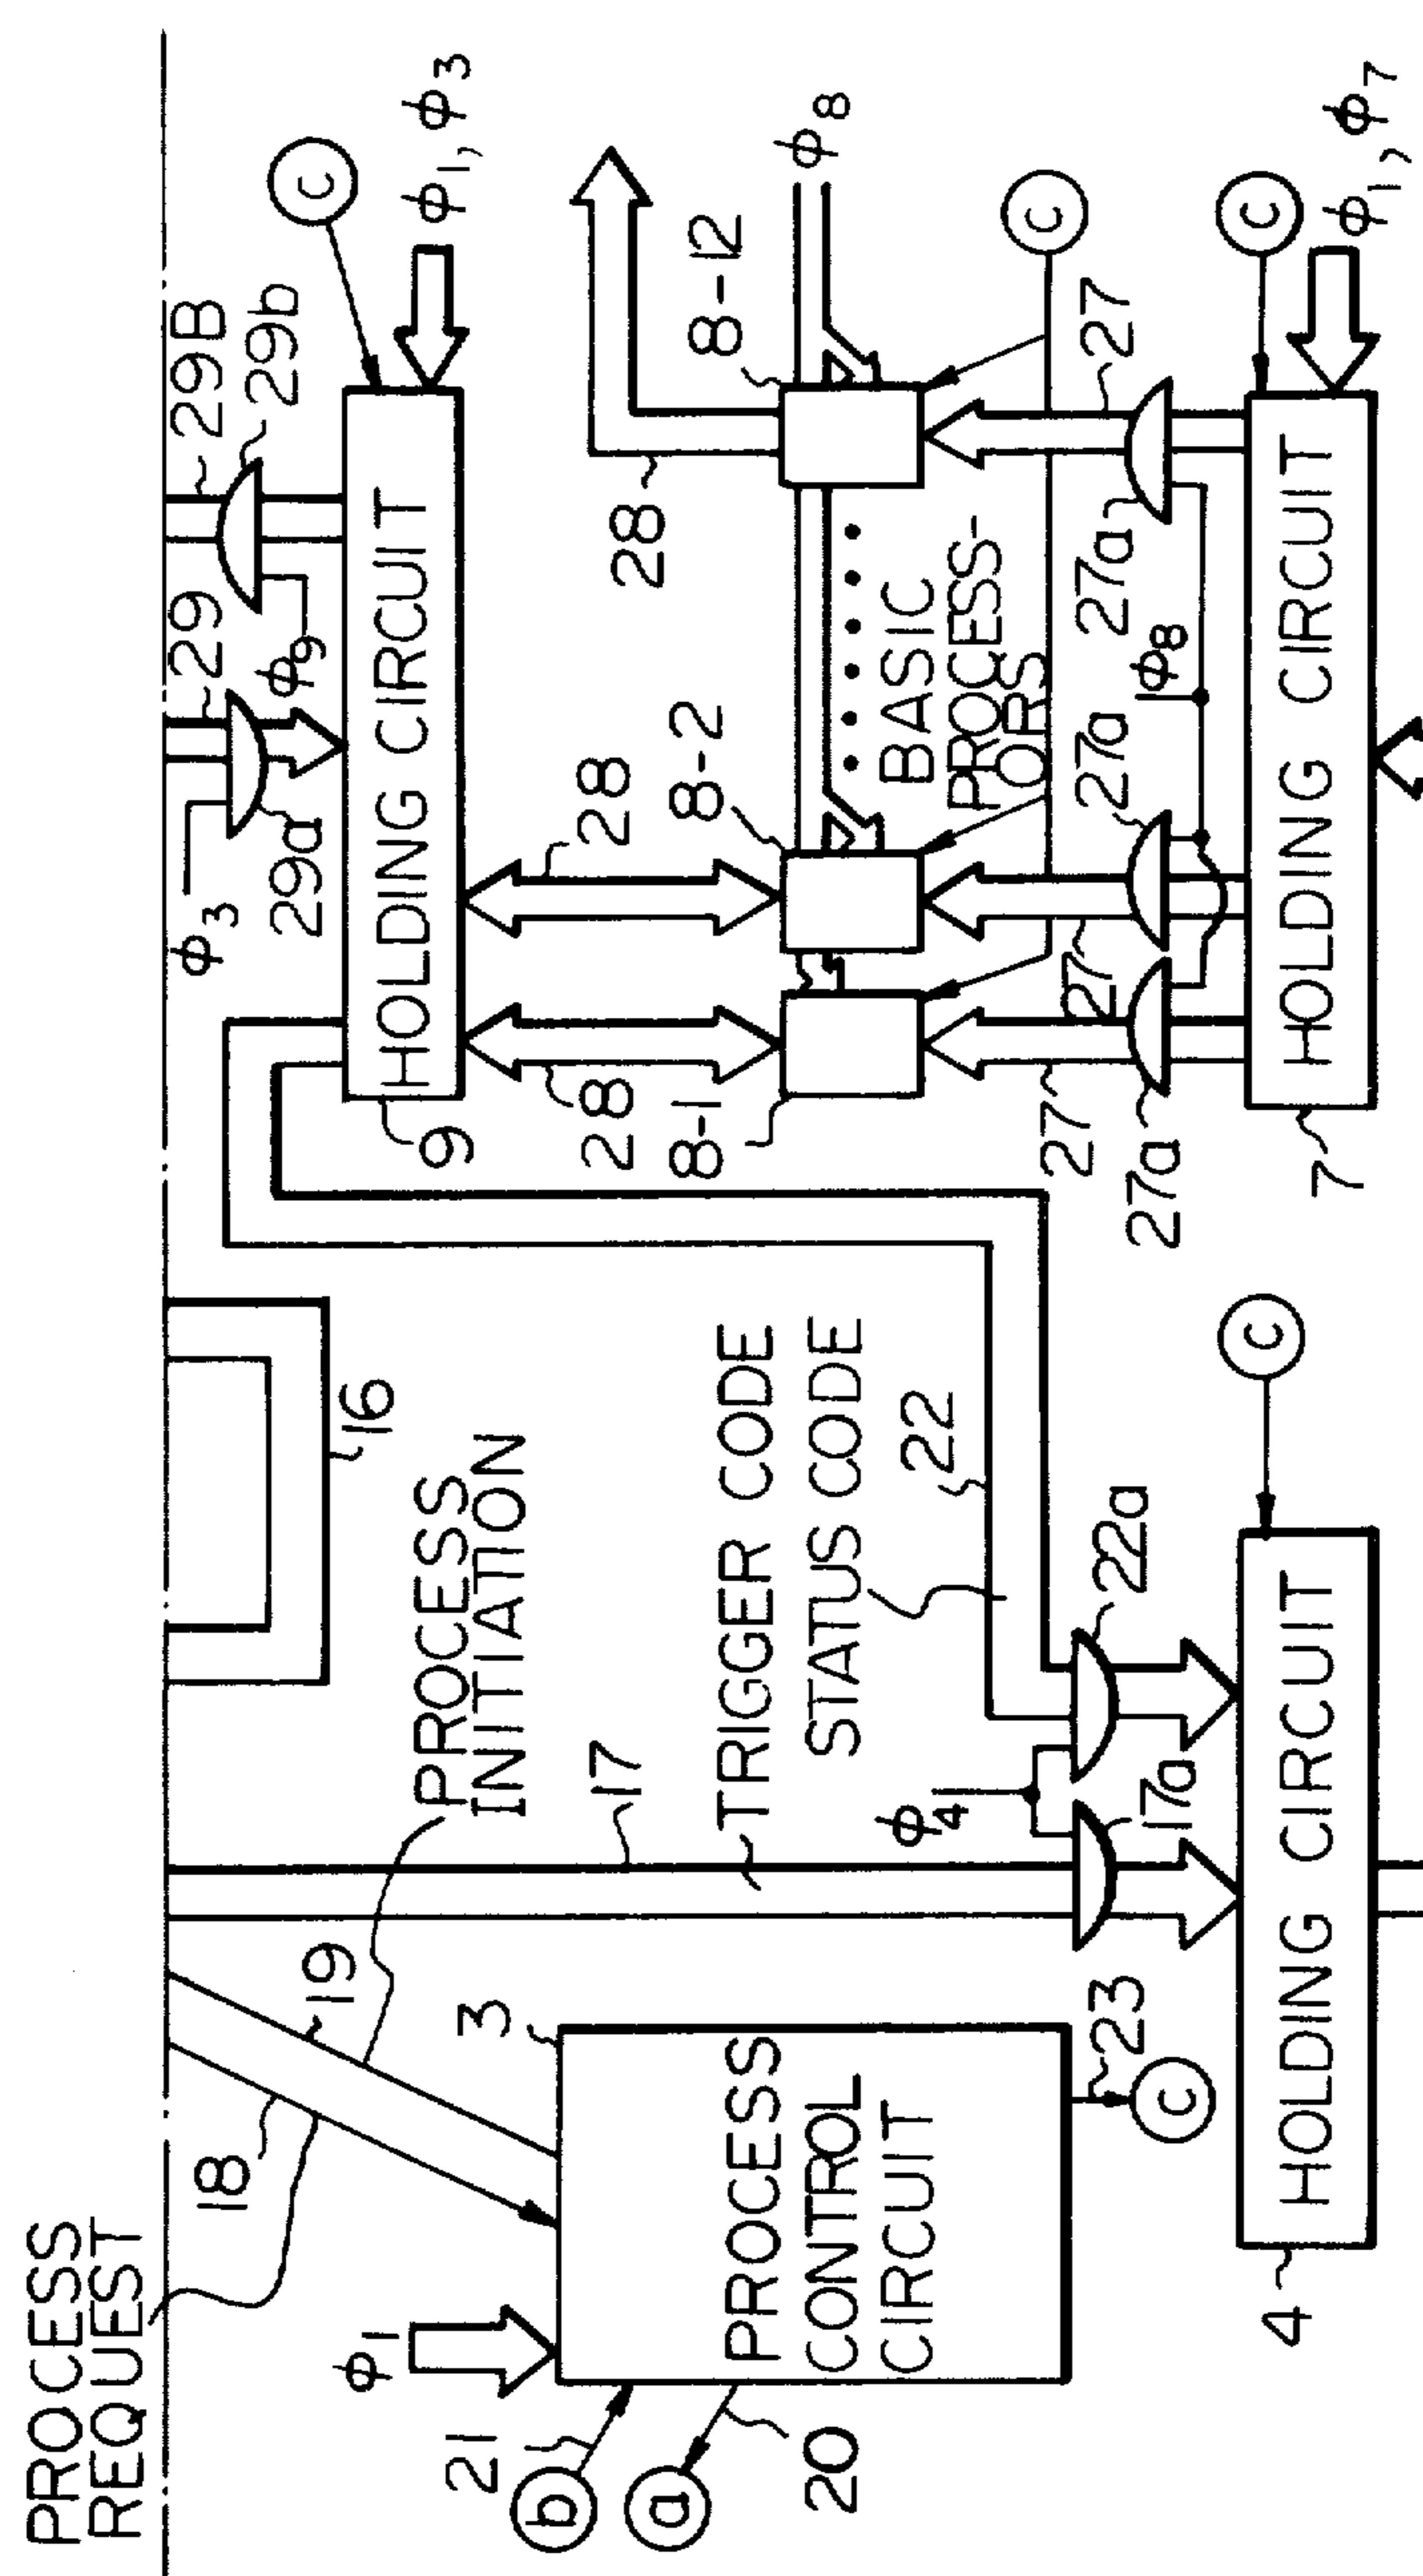 PROCESS
REQUEST
18
19
PROCESS
INITIATION
16
17
TRIGGER CODE
STATUS CODE
22
ϕ1
21
b
a
20
3
PROCESS
CONTROL
CIRCUIT
23
C
ϕ4
17a
22a
C
4
HOLDING CIRCUIT
ϕ3
29
29a
ϕ9
29B
29b
C
ϕ1, ϕ3
9
HOLDING CIRCUIT
28
28
28
8-1
8-2
8-12
ϕ8
BASIC
PROCESS-
ORS
C
27
27
27
27a
27a
27a
ϕ8
C
ϕ1, ϕ7
7
HOLDING CIRCUIT